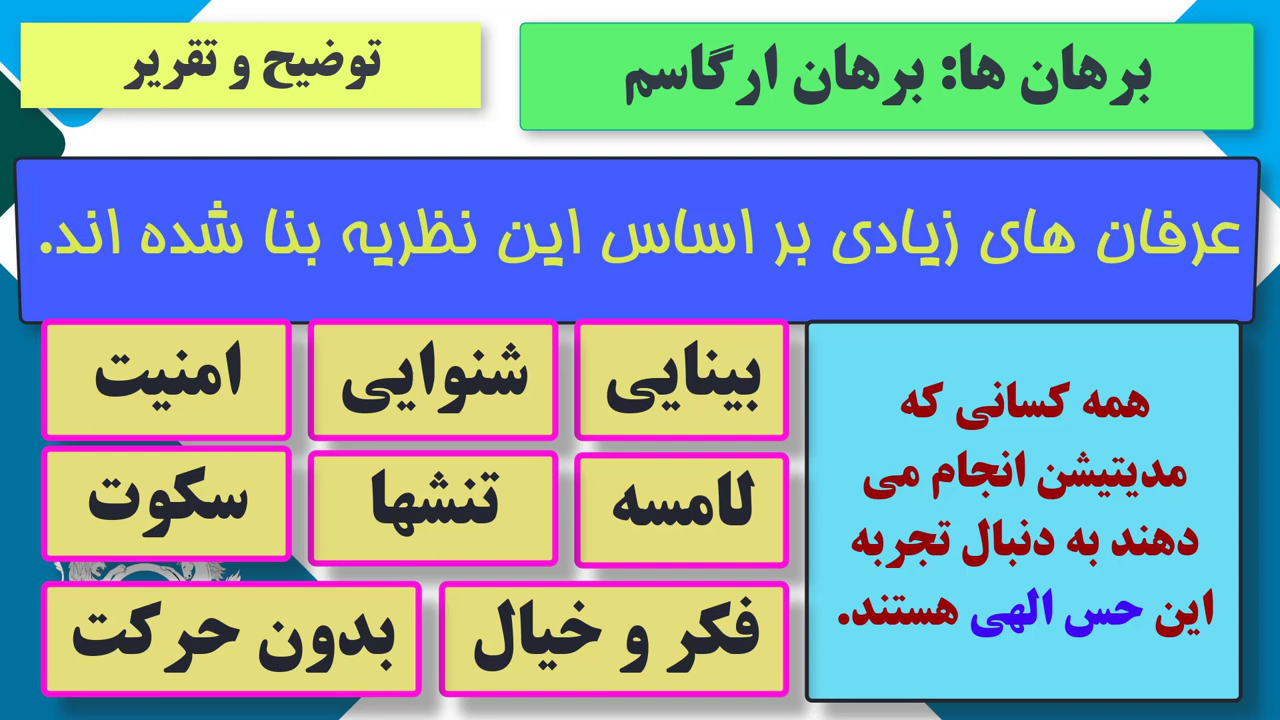 برهان ها: برهان ارگاسم
توضیح و تقریر
عرفان های زیادی بر اساس این نظریه بنا شده اند.
همه کسانی که
مدیتیشن انجام می
دهند به دنبال تجربه
این حس الهی هستند.
بینایی
شنوایی
امنیت
لامسه
تنشها
سکوت
فکر و خیال
بدون حرکت